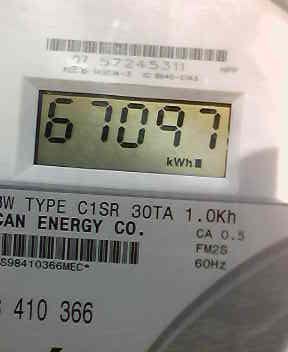 57245311
67097
kWh
3W TYPE C1SR 30TA 1.0Kh
CAN ENERGY CO.
CA 0.5
FM2S
S98410366MEC*
60Hz
410 366